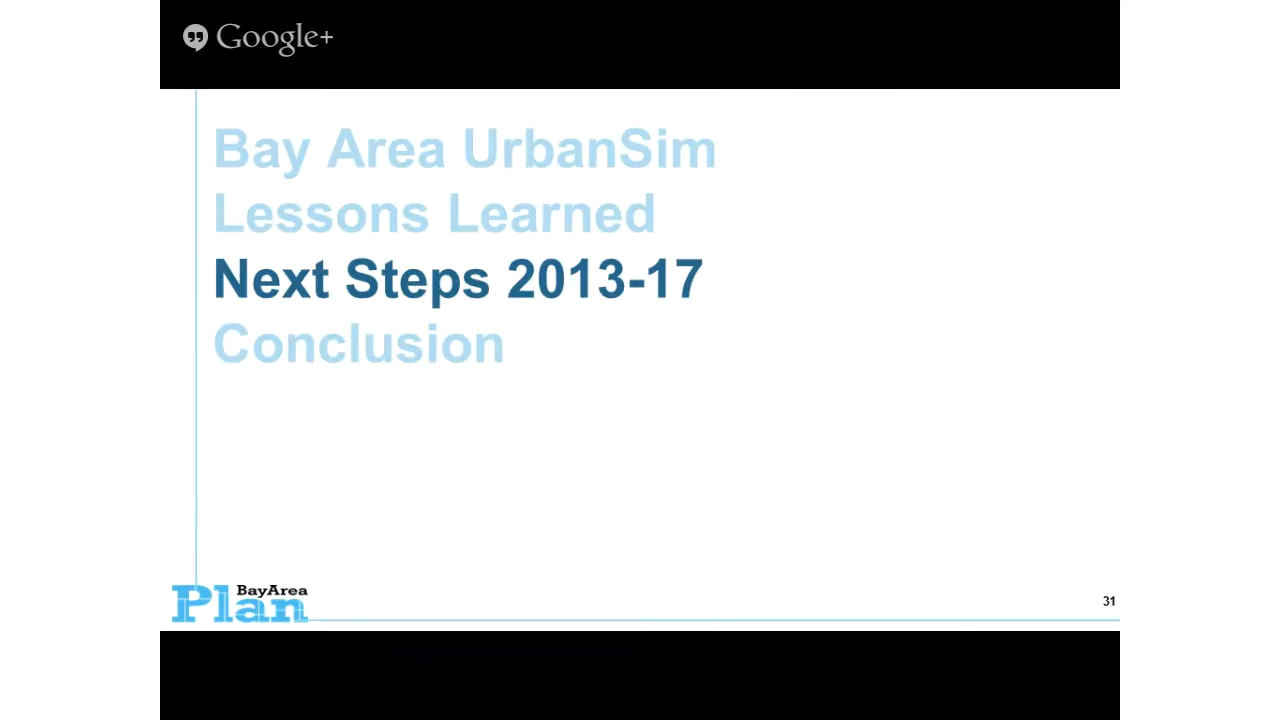 Google+
Bay Area UrbanSim
Lessons Learned
Next Steps 2013-17
Conclusion
BayArea
Plan
31